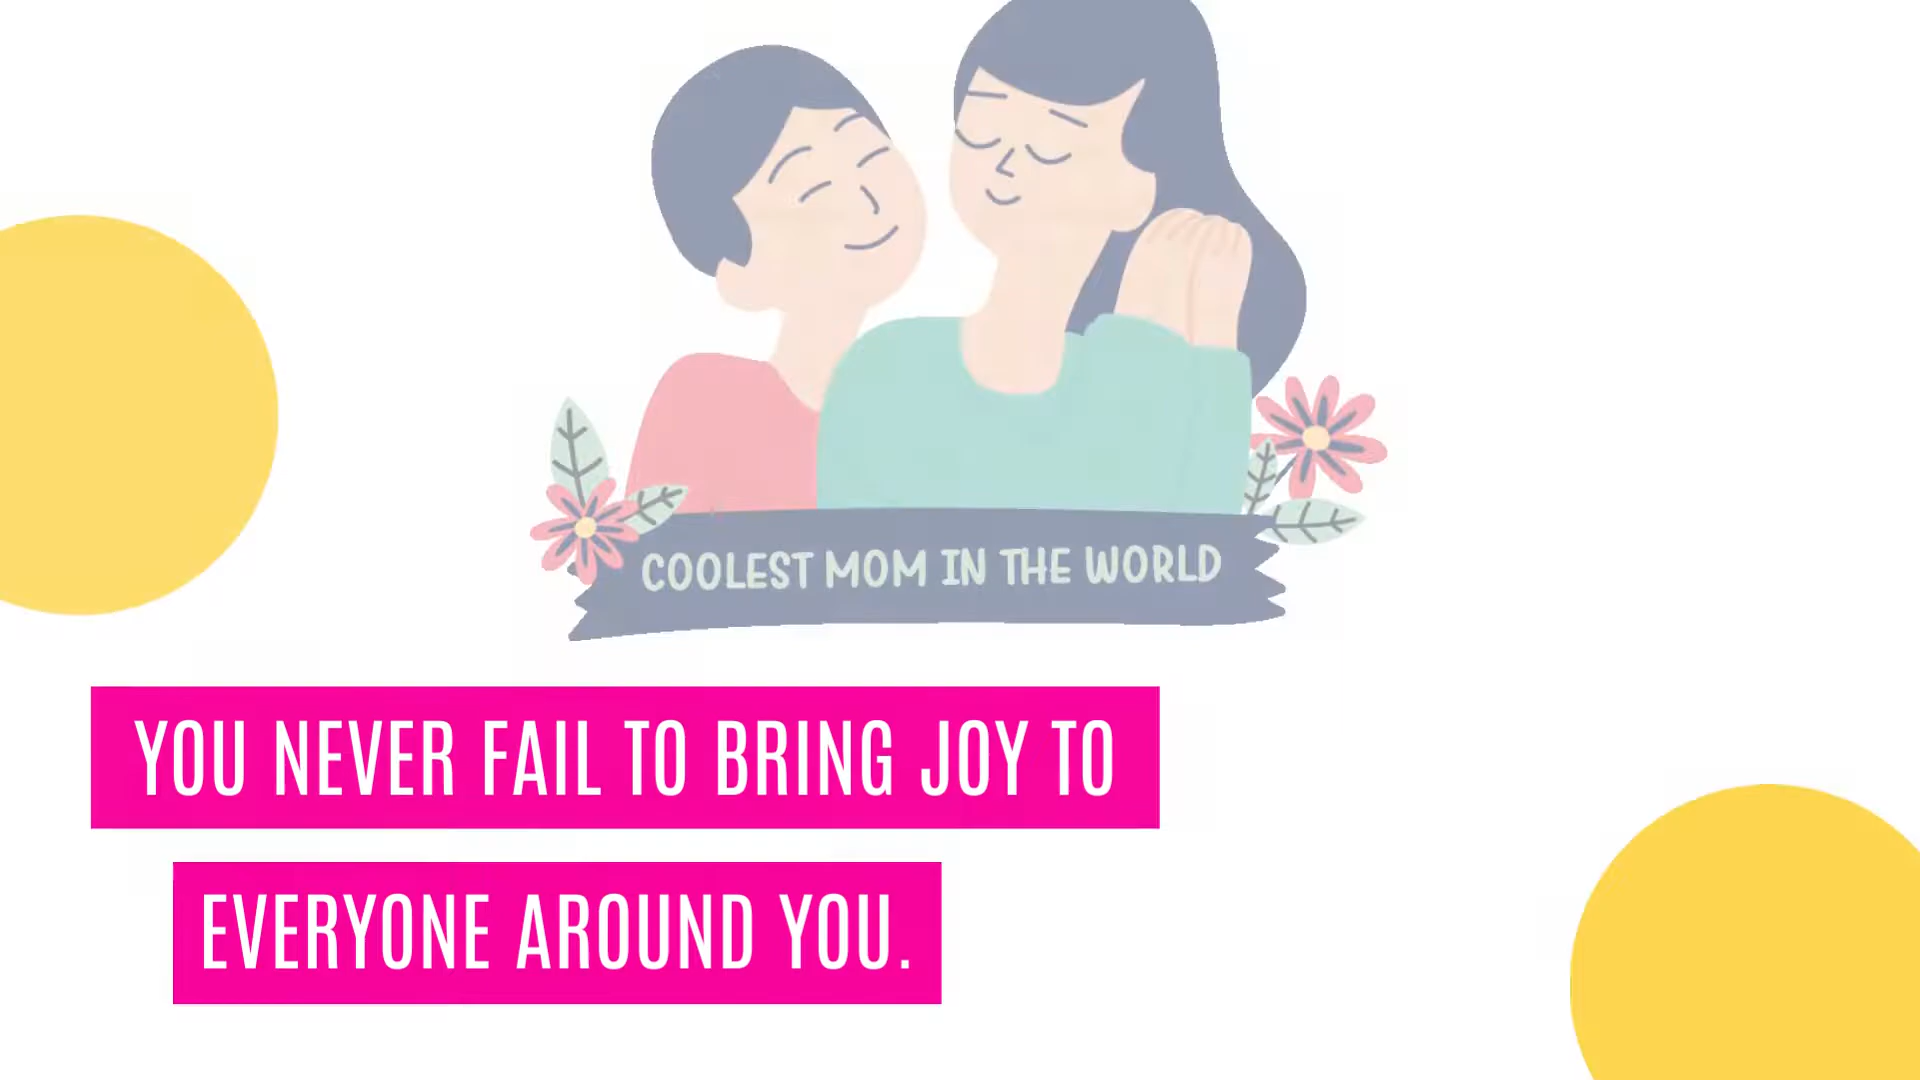 COOLEST MOM IN THE WORLD
YOU NEVER FAIL TO BRING JOY TO
EVERYONE AROUND YOU.